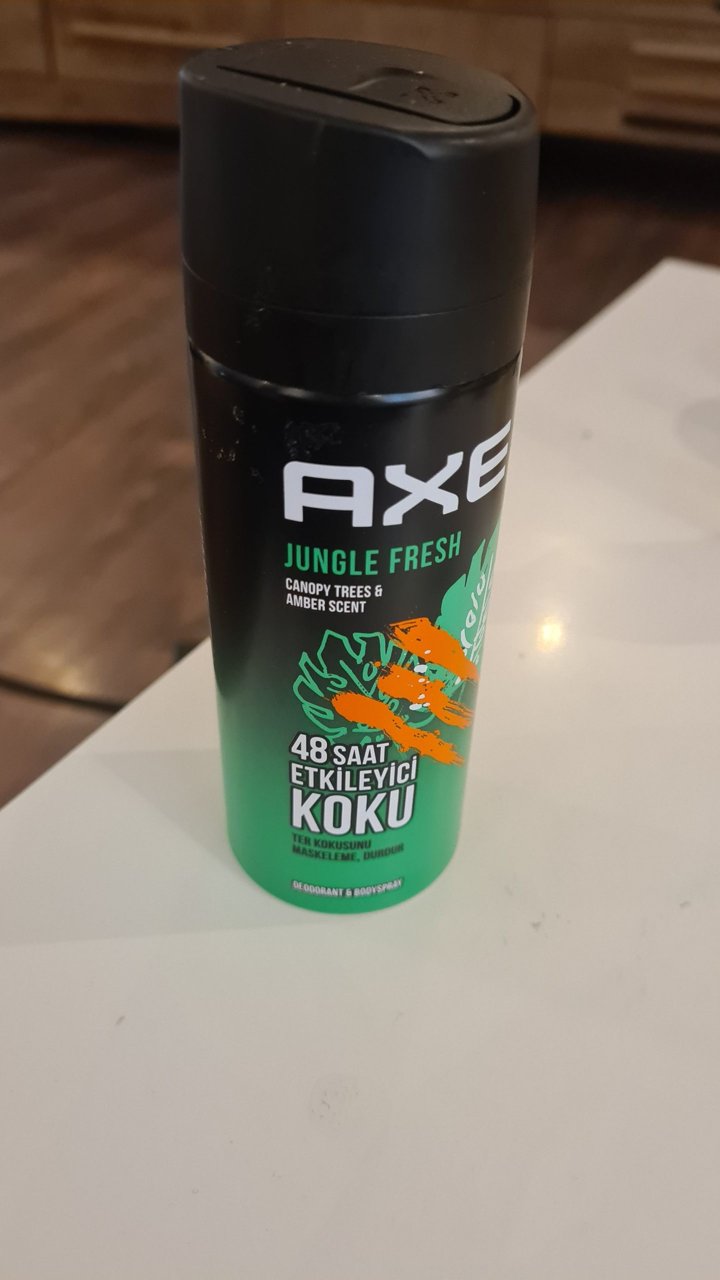 AXE
JUNGLE FRESH
CANOPY TREES &
AMBER SCENT
48 SAAT
ETKİLEYİCİ
KOKU
TER KOKUSUNU
MASKELEME, DURDUR
DEODORANT & BODYSPRAY